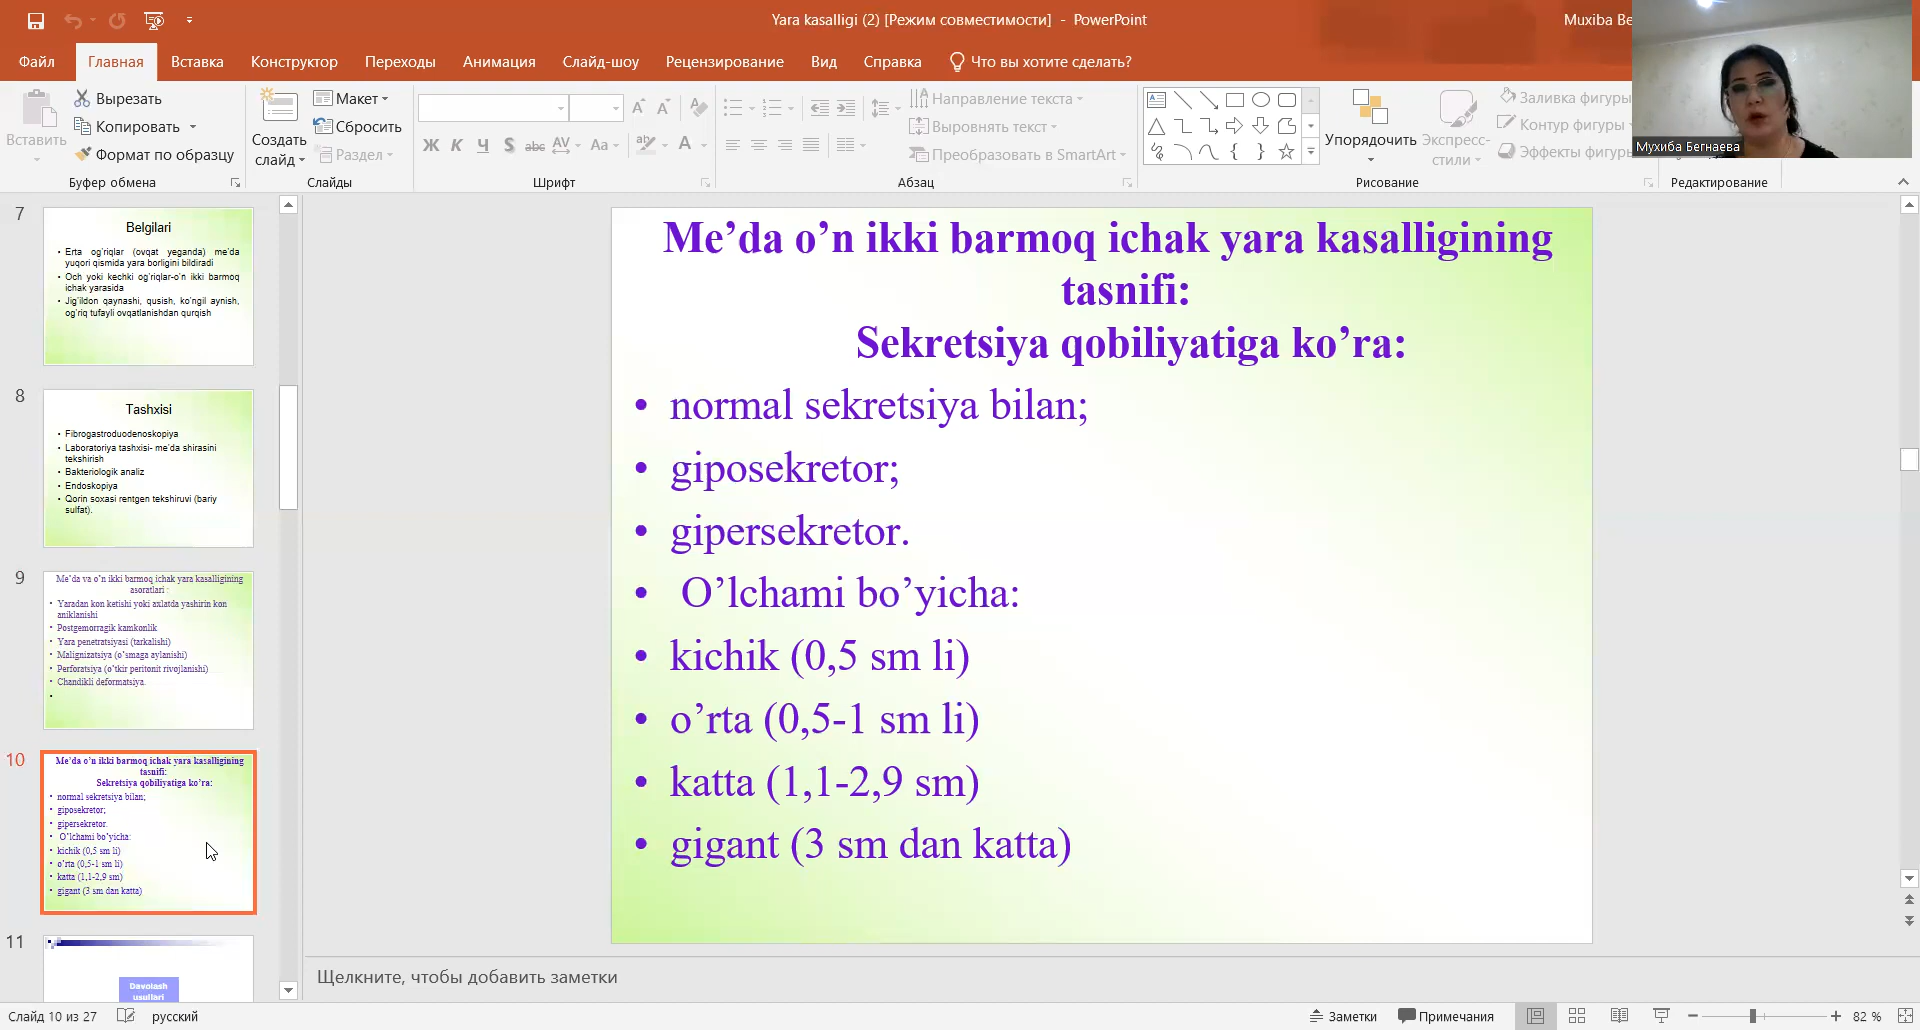 Yara kasalligi (2) [Режим совместимости] - PowerPoint
Muxiba Be
Файл Главная Вставка Конструктор Переходы Анимация Слайд-шоу Рецензирование Вид Справка Что вы хотите сделать?
Вставить
Вырезать
Копировать
Формат по образцу
Буфер обмена
Создать слайд
Макет
Сбросить
Раздел
Слайды
Ж К Ч S abc AV Aa А
Шрифт
Направление текста
Выровнять текст
Преобразовать в SmartArt
Абзац
Упорядочить
Экспресс-стили
Заливка фигуры
Контур фигуры
Эффекты фигуры
Рисование
Редактирование
Мухиба Бегнаева
7
Belgilari
• Erta og'riqlar (ovqat yeganda) me'da
yuqori qismida yara borligini bildiradi
• Och yoki kechki og'riqlar-o'n ikki barmoq
ichak yarasida
• Jig'ildon qaynashi, qusish, ko'ngil aynish,
og'riq tufayli ovqatlanishdan qurqish
8
Tashxisi
• Fibrogastroduodenoskopiya
• Laboratoriya tashxisi- me'da shirasini
tekshirish
• Bakteriologik analiz
• Endoskopiya
• Qorin soxasi rentgen tekshiruvi (bariy
sulfat).
9
Me'da va o'n ikki barmoq ichak yara kasalligining
asoratlari :
• Yaradan kon ketishi yoki axlatda yashirin kon
aniklanishi
• Postgemorragik kamkonlik
• Yara penetratsiyasi (tarkalishi)
• Malignizatsiya (o'smaga aylanishi)
• Perforatsiya (o'tkir peritonit rivojlanishi)
• Chandikli deformatsiya.
10
Me'da o'n ikki barmoq ichak yara kasalligining
tasnifi:
Sekretsiya qobiliyatiga ko'ra:
• normal sekretsiya bilan;
• giposekretor;
• gipersekretor.
• O'lchami bo'yicha:
• kichik (0,5 sm li)
• o'rta (0,5-1 sm li)
• katta (1,1-2,9 sm)
• gigant (3 sm dan katta)
11
Davolash
usullari
Me’da o’n ikki barmoq ichak yara kasalligining
tasnifi:
Sekretsiya qobiliyatiga ko’ra:
• normal sekretsiya bilan;
• giposekretor;
• gipersekretor.
• O’lchami bo’yicha:
• kichik (0,5 sm li)
• o’rta (0,5-1 sm li)
• katta (1,1-2,9 sm)
• gigant (3 sm dan katta)
Щелкните, чтобы добавить заметки
Слайд 10 из 27 русский Заметки Примечания 82 %